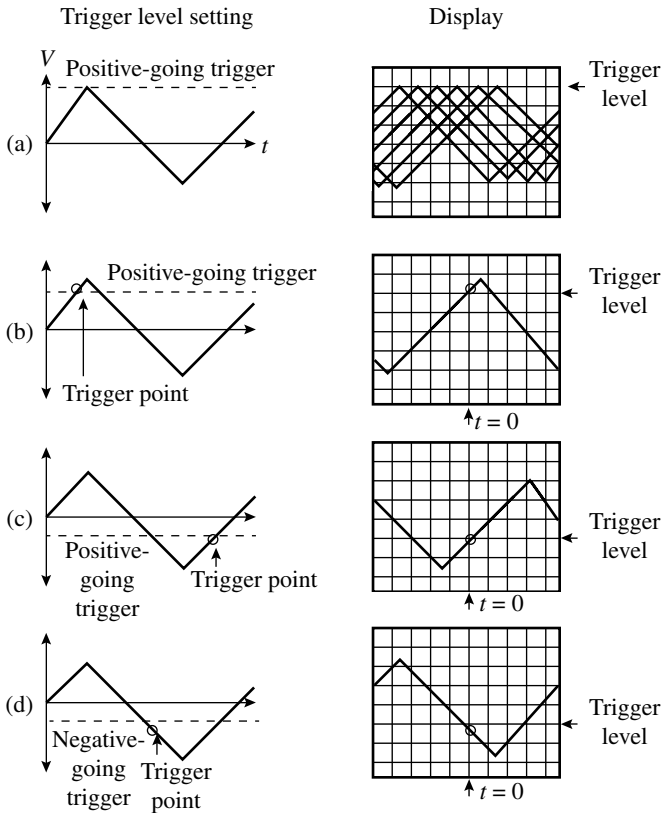 Trigger level setting
Display
V
Positive-going trigger
t
(a)
Trigger
level
Positive-going trigger
(b)
Trigger point
Trigger
level
t = 0
(c)
Positive-
going
trigger
Trigger point
Trigger
level
t = 0
(d)
Negative-
going
trigger
Trigger
point
Trigger
level
t = 0